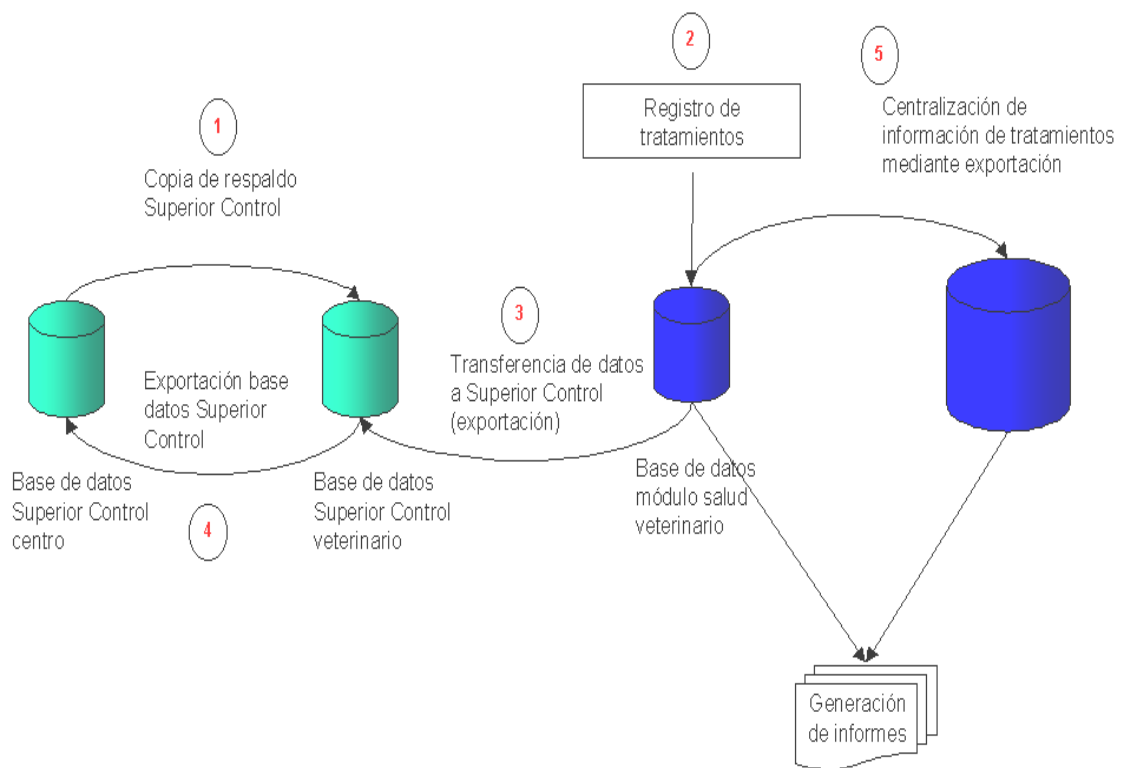 1
Copia de respaldo
Superior Control
2
Registro de
tratamientos
5
Centralización de
información de tratamientos
mediante exportación
3
Transferencia de datos
a Superior Control
(exportación)
Exportación base
datos Superior
Control
Base de datos
Superior Control
centro
4
Base de datos
Superior Control
veterinario
Base de datos
módulo salud
veterinario
Generación
de informes